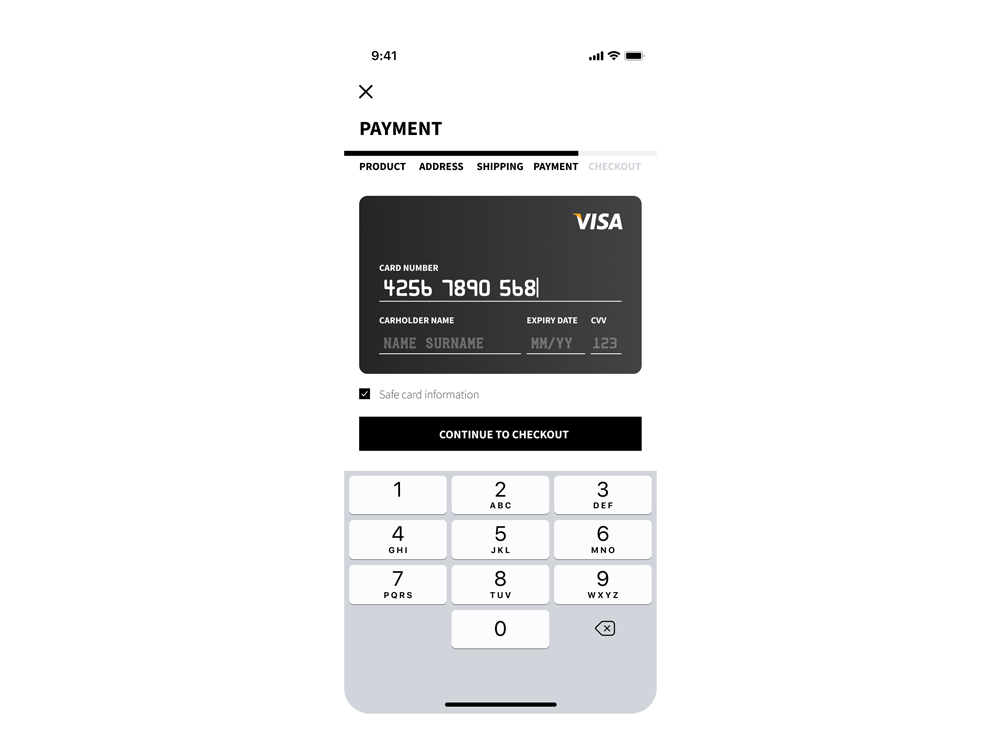 9:41
PAYMENT
PRODUCT ADDRESS SHIPPING PAYMENT CHECKOUT
VISA
CARD NUMBER
4256 7890 568
CARHOLDER NAME EXPIRY DATE CVV
NAME SURNAME MM/YY 123
Safe card information
CONTINUE TO CHECKOUT
1 2 3
ABC DEF
4 5 6
GHI JKL MNO
7 8 9
PQRS TUV WXYZ
0